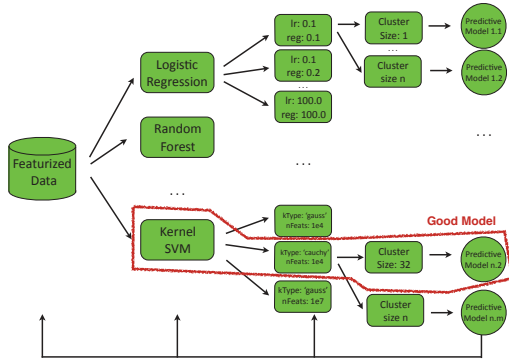 lr: 0.1
reg: 0.1
Cluster
Size: 1
Predictive
Model 1.1
...
Logistic
Regression
lr: 0.1
reg: 0.2
Cluster
size n
Predictive
Model 1.2
...
lr: 100.0
reg: 100.0
Random
Forest
...
Featurized
Data
...
...
kType: 'gauss'
nFeats: 1e4
Good Model
Kernel
SVM
kType: 'cauchy'
nFeats: 1e4
Cluster
Size: 32
Predictive
Model n.2
kType: 'gauss'
nFeats: 1e7
Cluster
size n
Predictive
Model n.m